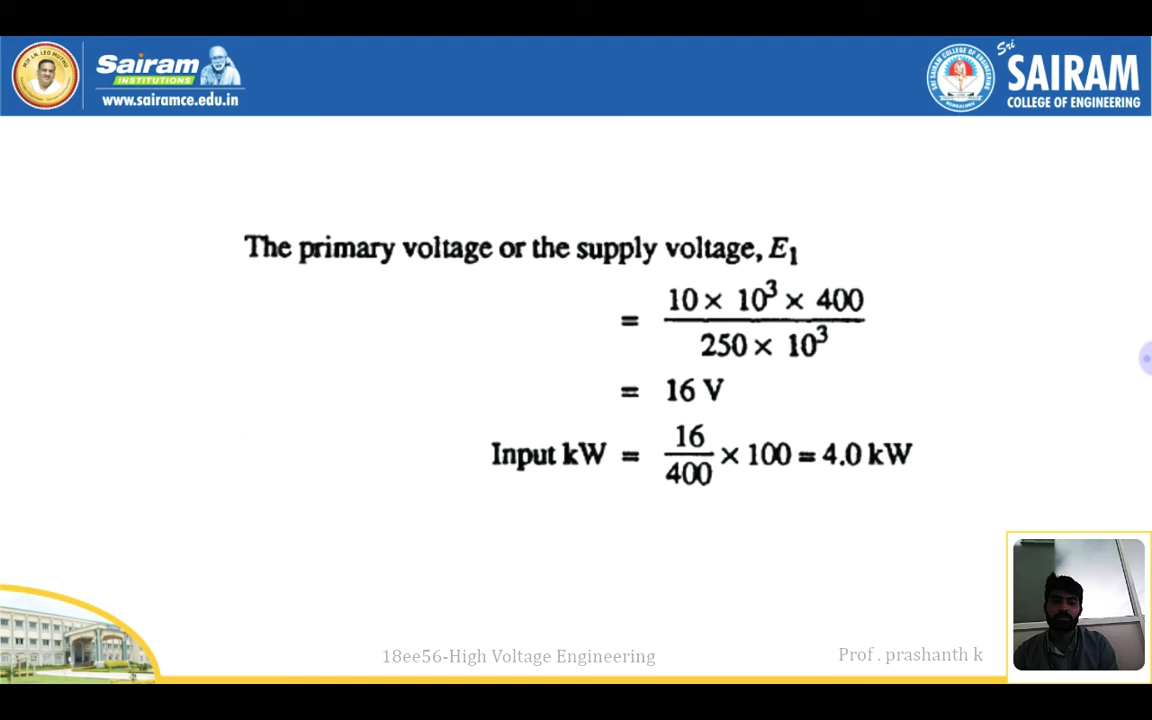 Sairam
INSTITUTIONS
www.sairamce.edu.in
Sri
SAIRAM
COLLEGE OF ENGINEERING
The primary voltage or the supply voltage, E₁
= (10 × 10³ × 400) / (250 × 10³)
= 16 V
Input kW = 16/400 × 100 = 4.0 kW
18ee56-High Voltage Engineering
Prof . prashanth k